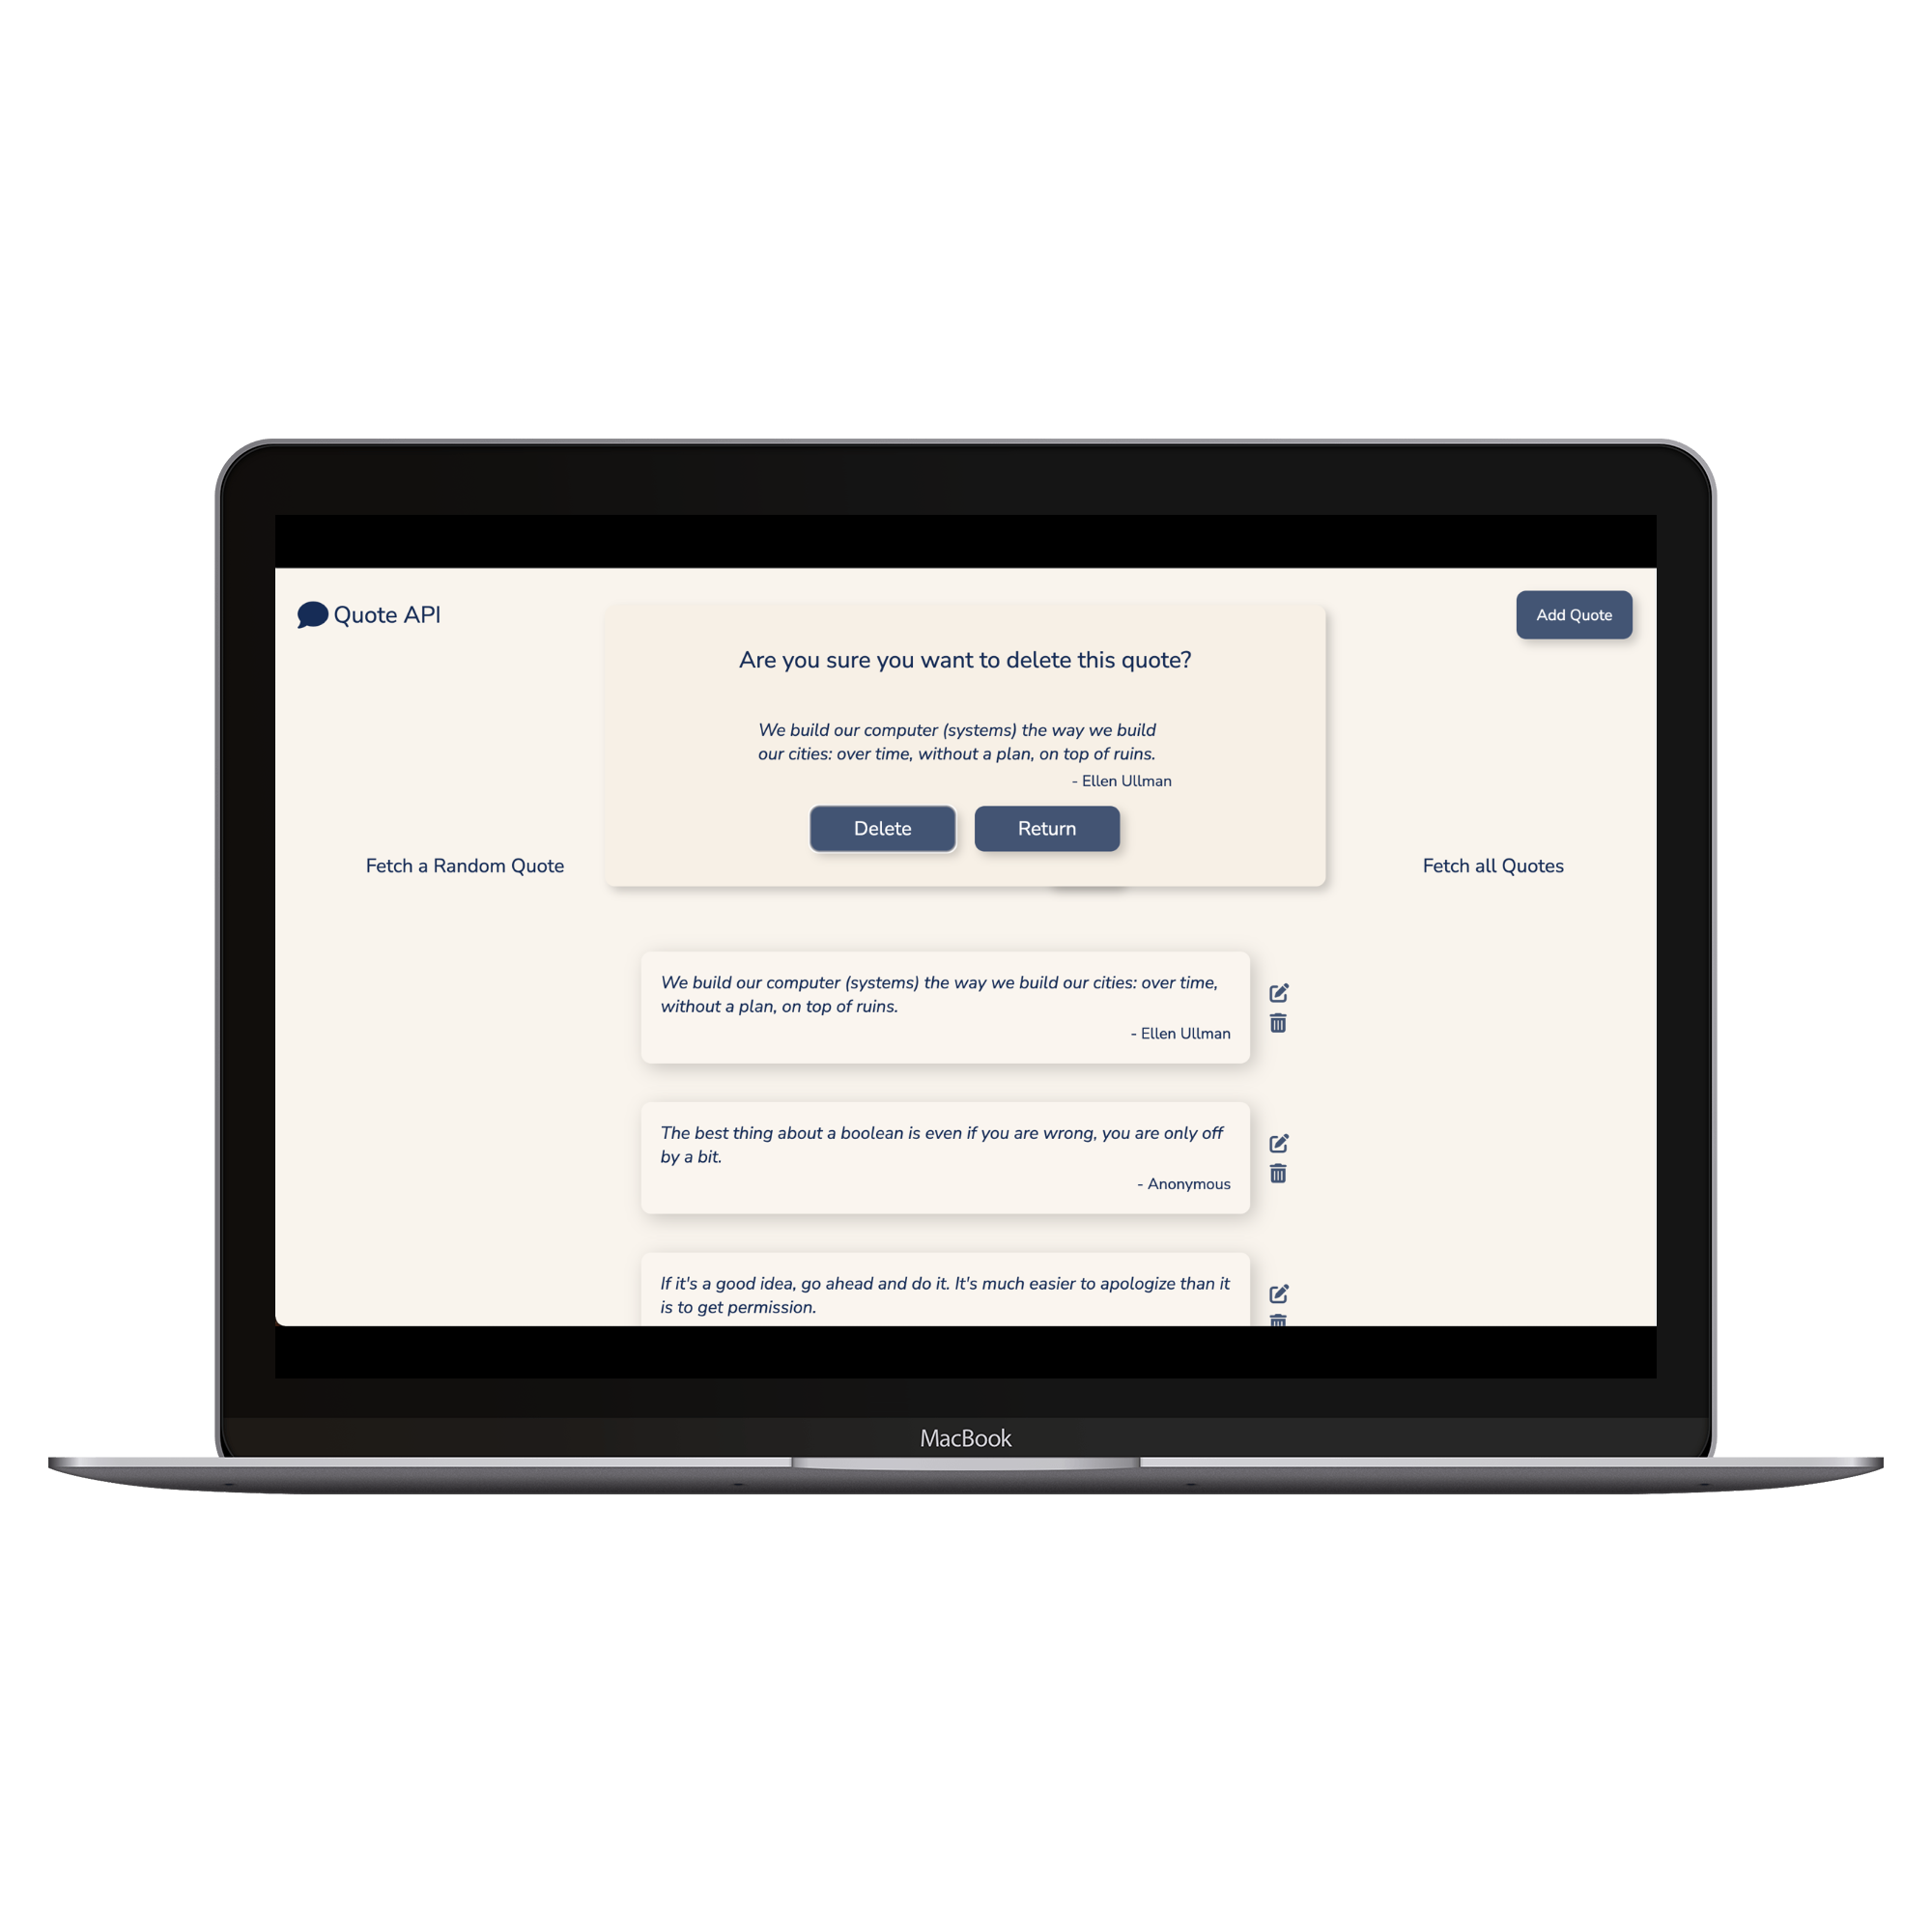 Quote API
Add Quote
Are you sure you want to delete this quote?
We build our computer (systems) the way we build
our cities: over time, without a plan, on top of ruins.
- Ellen Ullman
Delete
Return
Fetch a Random Quote
Fetch all Quotes
We build our computer (systems) the way we build our cities: over time,
without a plan, on top of ruins.
- Ellen Ullman
The best thing about a boolean is even if you are wrong, you are only off
by a bit.
- Anonymous
If it's a good idea, go ahead and do it. It's much easier to apologize than it
is to get permission.
MacBook